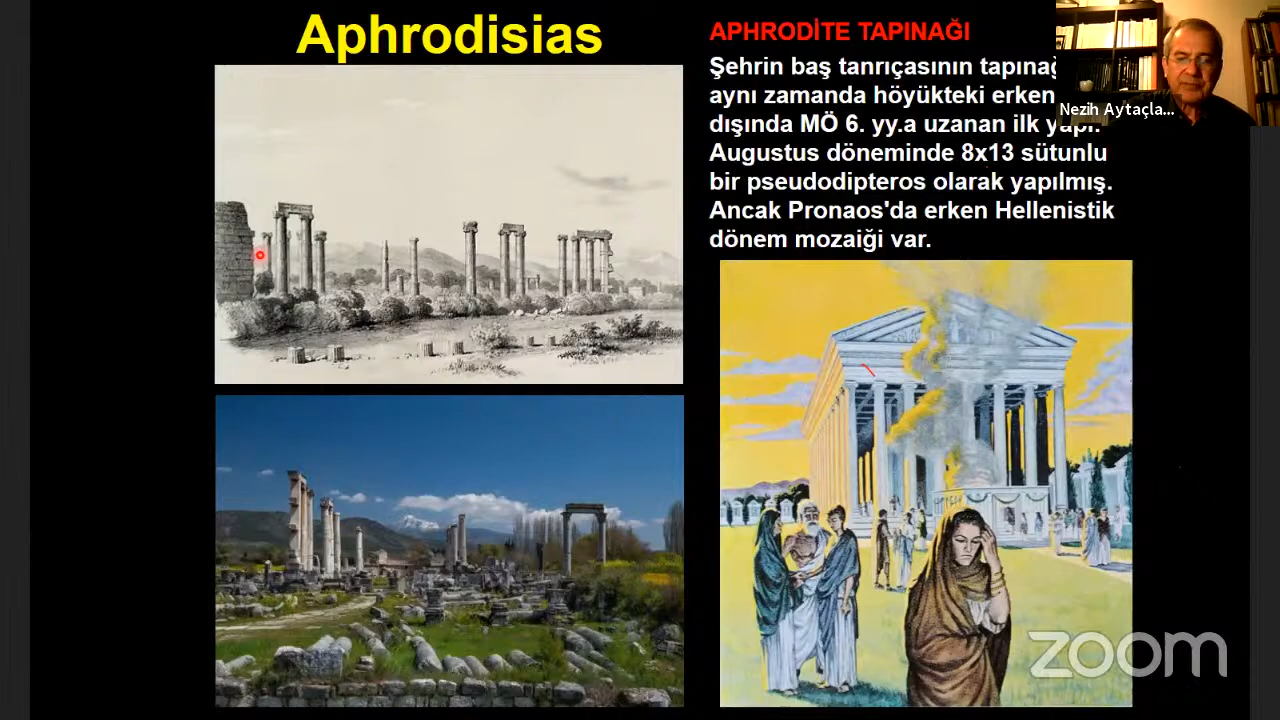 Aphrodisias
APHRODİTE TAPINAĞI
Şehrin baş tanrıçasının
aynı zamanda höyükteki erken
dışında MÖ 6. yy.a uzanan ilk yapı.
Augustus döneminde 8x13 sütunlu
bir pseudodipteros olarak yapılmış.
Ancak Pronaos'da erken Hellenistik
dönem mozaiği var.
Nezih Aytaçla...
zoom